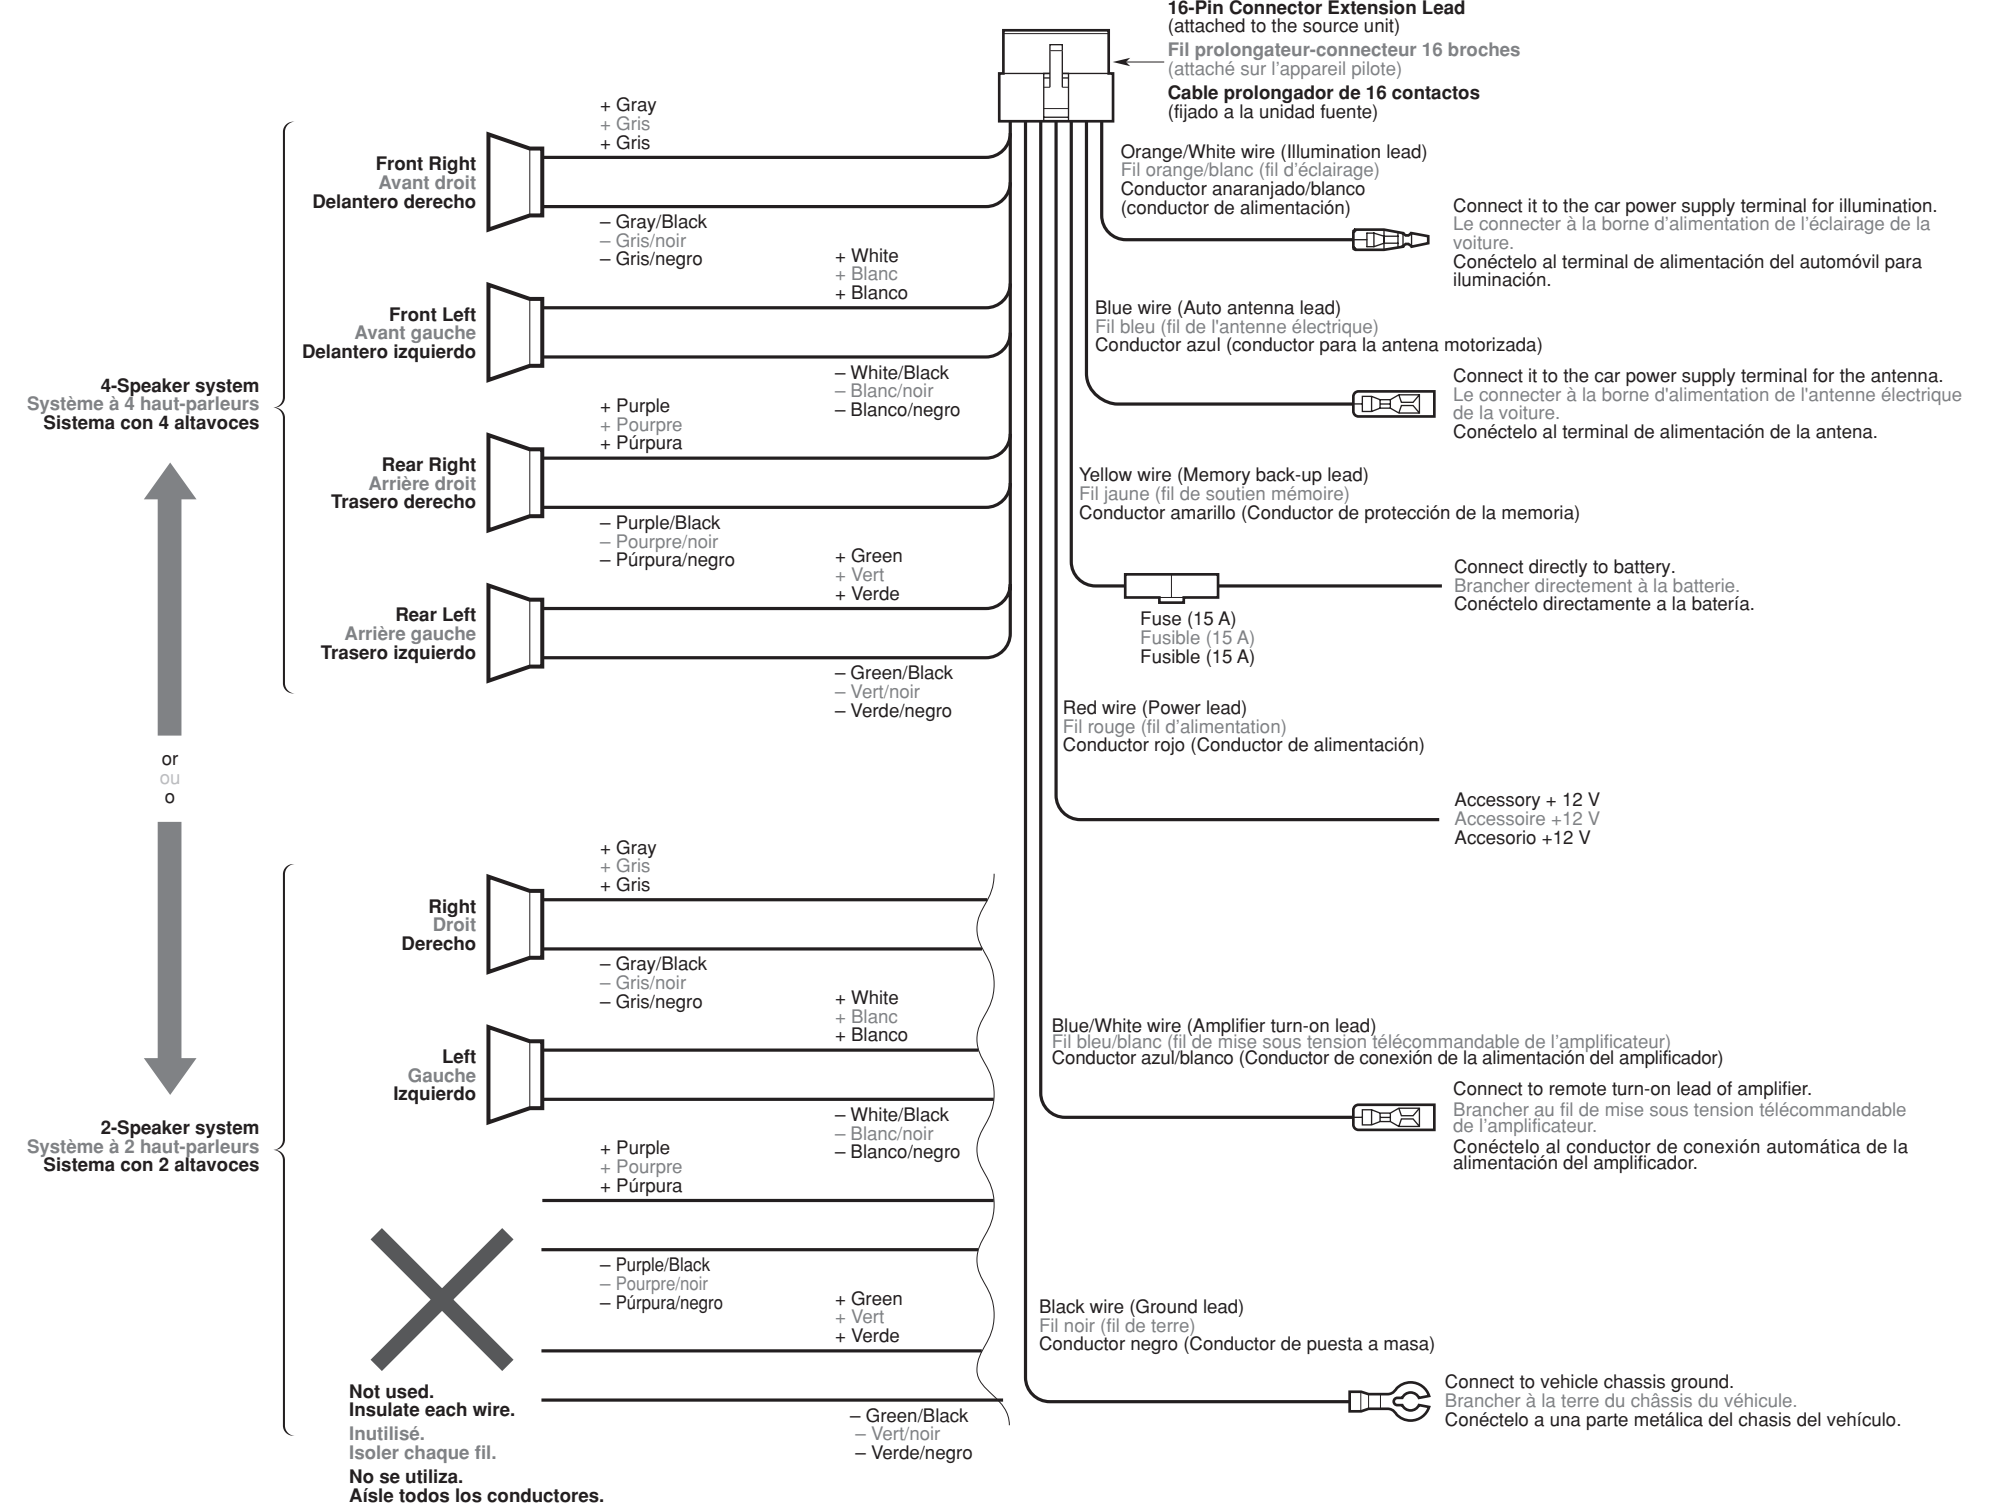 16-Pin Connector Extension Lead
(attached to the source unit)
Fil prolongateur-connecteur 16 broches
(attaché sur l'appareil pilote)
Cable prolongador de 16 contactos
(fijado a la unidad fuente)
4-Speaker system
Système à 4 haut-parleurs
Sistema con 4 altavoces
Front Right
Avant droit
Delantero derecho
+ Gray
+ Gris
+ Gris
– Gray/Black
– Gris/noir
– Gris/negro
Front Left
Avant gauche
Delantero izquierdo
+ White
+ Blanc
+ Blanco
– White/Black
– Blanc/noir
– Blanco/negro
Rear Right
Arrière droit
Trasero derecho
+ Purple
+ Pourpre
+ Púrpura
– Purple/Black
– Pourpre/noir
– Púrpura/negro
Rear Left
Arrière gauche
Trasero izquierdo
+ Green
+ Vert
+ Verde
– Green/Black
– Vert/noir
– Verde/negro
or
ou
o
2-Speaker system
Système à 2 haut-parleurs
Sistema con 2 altavoces
Right
Droit
Derecho
+ Gray
+ Gris
+ Gris
– Gray/Black
– Gris/noir
– Gris/negro
Left
Gauche
Izquierdo
+ White
+ Blanc
+ Blanco
– White/Black
– Blanc/noir
– Blanco/negro
+ Purple
+ Pourpre
+ Púrpura
– Purple/Black
– Pourpre/noir
– Púrpura/negro
+ Green
+ Vert
+ Verde
– Green/Black
– Vert/noir
– Verde/negro
Not used.
Insulate each wire.
Inutilisé.
Isoler chaque fil.
No se utiliza.
Aísle todos los conductores.
Orange/White wire (Illumination lead)
Fil orange/blanc (fil d'éclairage)
Conductor anaranjado/blanco
(conductor de alimentación)
Connect it to the car power supply terminal for illumination.
Le connecter à la borne d'alimentation de l'éclairage de la
voiture.
Conéctelo al terminal de alimentación del automóvil para
iluminación.
Blue wire (Auto antenna lead)
Fil bleu (fil de l'antenne électrique)
Conductor azul (conductor para la antena motorizada)
Connect it to the car power supply terminal for the antenna.
Le connecter à la borne d'alimentation de l'antenne électrique
de la voiture.
Conéctelo al terminal de alimentación de la antena.
Yellow wire (Memory back-up lead)
Fil jaune (fil de soutien mémoire)
Conductor amarillo (Conductor de protección de la memoria)
Connect directly to battery.
Brancher directement à la batterie.
Conéctelo directamente a la batería.
Fuse (15 A)
Fusible (15 A)
Fusible (15 A)
Red wire (Power lead)
Fil rouge (fil d'alimentation)
Conductor rojo (Conductor de alimentación)
Accessory + 12 V
Accessoire +12 V
Accesorio +12 V
Blue/White wire (Amplifier turn-on lead)
Fil bleu/blanc (fil de mise sous tension télécommandable de l'amplificateur)
Conductor azul/blanco (Conductor de conexión de la alimentación del amplificador)
Connect to remote turn-on lead of amplifier.
Brancher au fil de mise sous tension télécommandable
de l'amplificateur.
Conéctelo al conductor de conexión automática de la
alimentación del amplificador.
Black wire (Ground lead)
Fil noir (fil de terre)
Conductor negro (Conductor de puesta a masa)
Connect to vehicle chassis ground.
Brancher à la terre du châssis du véhicule.
Conéctelo a una parte metálica del chasis del vehículo.